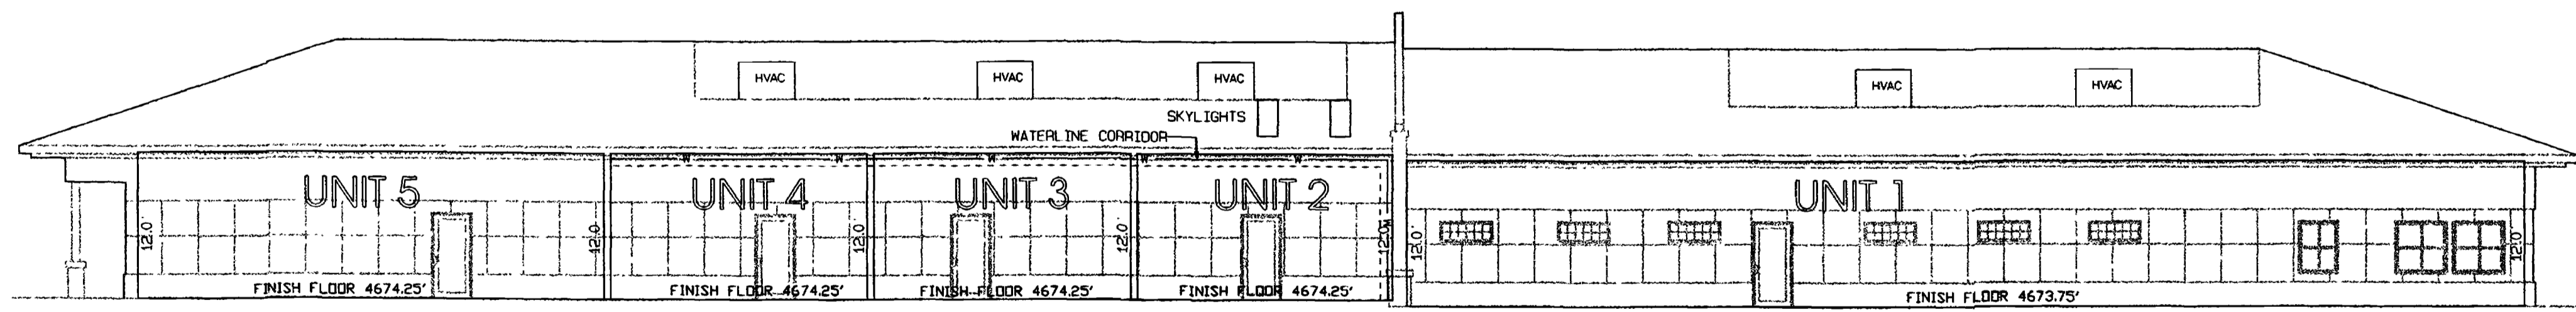 HVAC HVAC HVAC HVAC HVAC
SKYLIGHTS
WATERLINE CORRIDOR
W W W W W
UNIT 5 UNIT 4 UNIT 3 UNIT 2 UNIT 1
12.0' 12.0' 12.0' 12.0' 12.0' 12.0' 12.0'
W
FINISH FLOOR 4674.25' FINISH FLOOR 4674.25' FINISH FLOOR 4674.25' FINISH FLOOR 4674.25' FINISH FLOOR 4673.75'